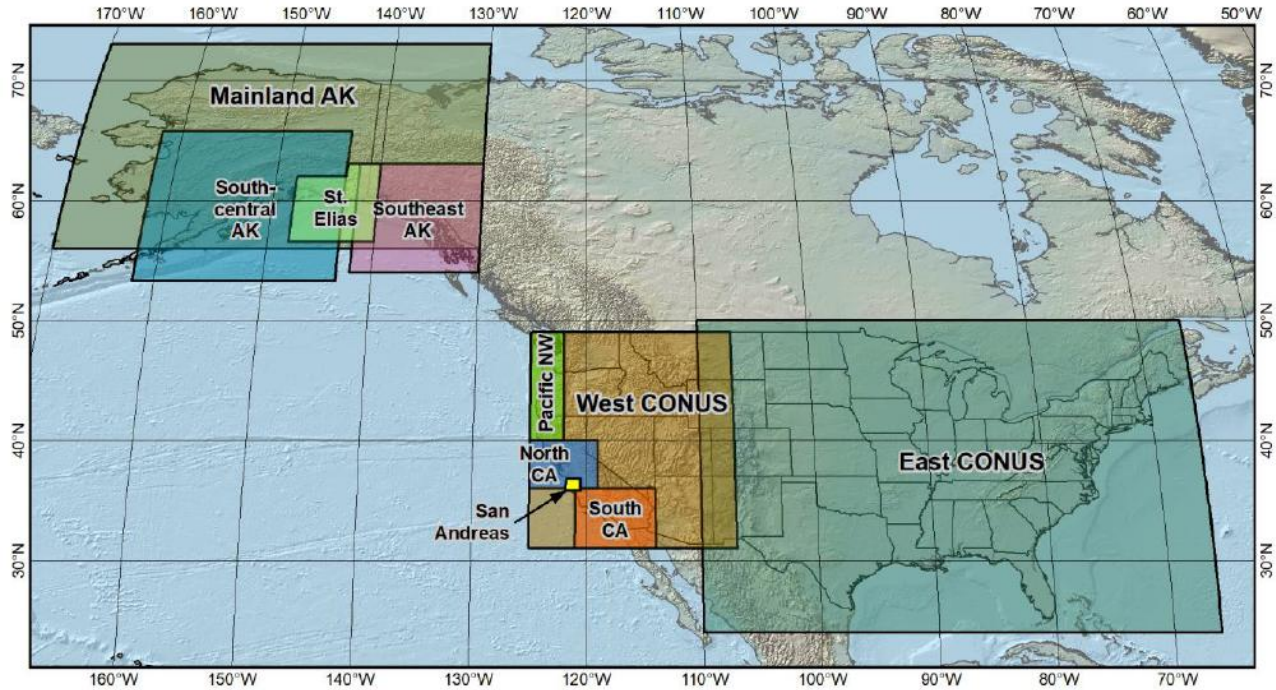 170°W 160°W 150°W 140°W 130°W 120°W 110°W 100°W 90°W 80°W 70°W 60°W 50°W
70°N 70°N
Mainland AK
South-
central
AK
St.
Elias
Southeast
AK
60°N 60°N
50°N 50°N
Pacific NW
West CONUS
40°N 40°N
North
CA
East CONUS
San
Andreas
South
CA
30°N 30°N
160°W 150°W 140°W 130°W 120°W 110°W 100°W 90°W 80°W 70°W